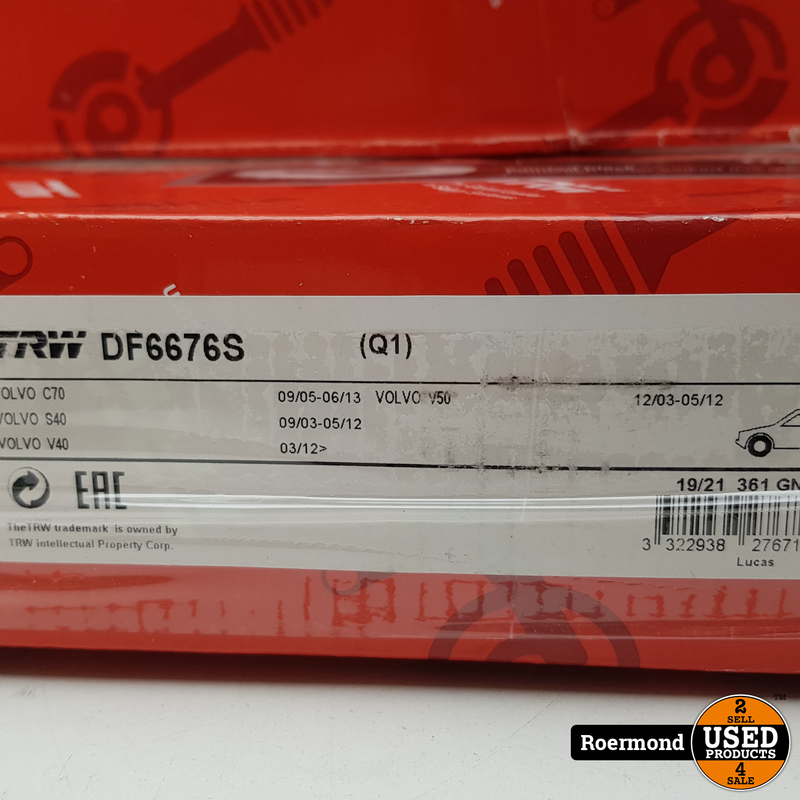 TRW DF6676S (Q1)
VOLVO C70 09/05-06/13 VOLVO V50 12/03-05/12
VOLVO S40 09/03-05/12
VOLVO V40 03/12>
EAC
19/21 361 GN
TheTRW trademark is owned by
TRW intellectual Property Corp.
3 322938 27671
Lucas
Roermond
2
SELL
USED
PRODUCTS
4
SALE
TM